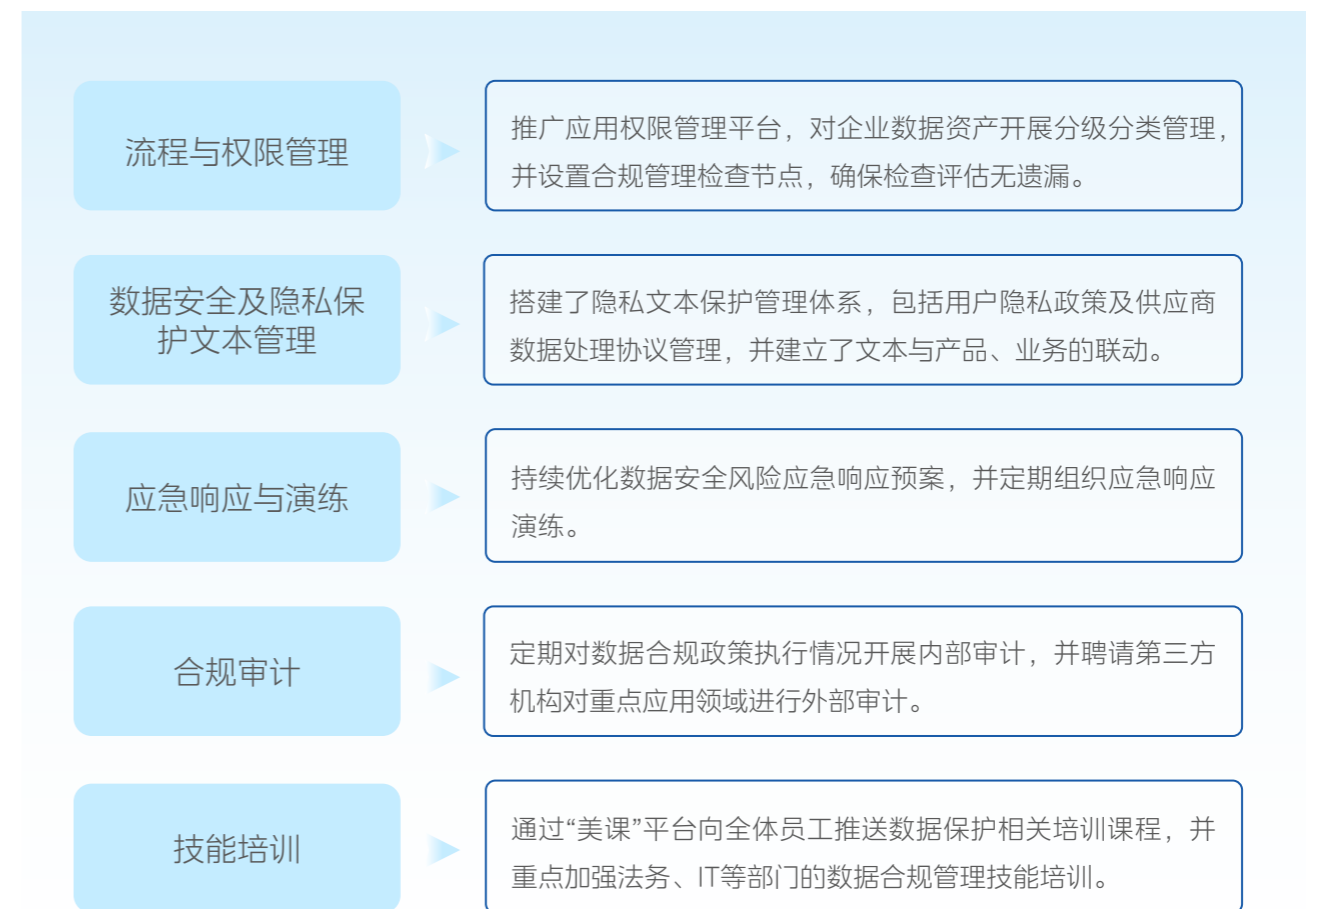 流程与权限管理
推广应用权限管理平台，对企业数据资产开展分级分类管理，
并设置合规管理检查节点，确保检查评估无遗漏。
数据安全及隐私保
护文本管理
搭建了隐私文本保护管理体系，包括用户隐私政策及供应商
数据处理协议管理，并建立了文本与产品、业务的联动。
应急响应与演练
持续优化数据安全风险应急响应预案，并定期组织应急响应
演练。
合规审计
定期对数据合规政策执行情况开展内部审计，并聘请第三方
机构对重点应用领域进行外部审计。
技能培训
通过“美课”平台向全体员工推送数据保护相关培训课程，并
重点加强法务、IT等部门的数据合规管理技能培训。